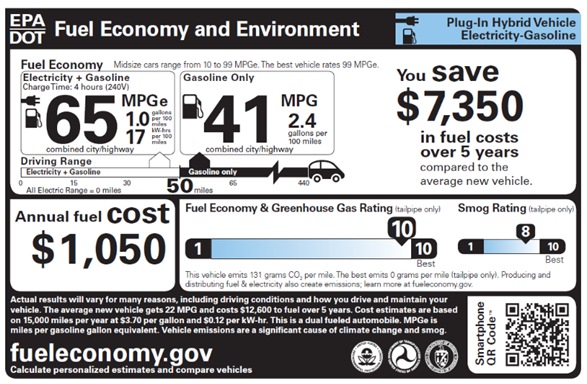 EPA
DOT
Fuel Economy and Environment
Plug-In Hybrid Vehicle
Electricity-Gasoline
Fuel Economy
Midsize cars range from 10 to 99 MPGe. The best vehicle rates 99 MPGe.
Electricity + Gasoline
Charge Time: 4 hours (240V)
65
MPGe
1.0 gallons per 100 miles
17 kW-hrs per 100 miles
combined city/highway
Gasoline Only
41
MPG
2.4
gallons per
100 miles
combined city/highway
You save
$7,350
in fuel costs
over 5 years
compared to the
average new vehicle.
Driving Range
Electricity + Gasoline
Gasoline only
0 15 30 50 miles 65 440
All Electric Range = 0 miles
Annual fuel cost
$1,050
Fuel Economy & Greenhouse Gas Rating (tailpipe only)
10
1 10
Best
This vehicle emits 131 grams CO₂ per mile. The best emits 0 grams per mile (tailpipe only). Producing and
distributing fuel & electricity also create emissions; learn more at fueleconomy.gov.
Smog Rating (tailpipe only)
8
1 10
Best
Actual results will vary for many reasons, including driving conditions and how you drive and maintain your
vehicle. The average new vehicle gets 22 MPG and costs $12,600 to fuel over 5 years. Cost estimates are based
on 15,000 miles per year at $3.70 per gallon and $0.12 per kW-hr. This is a dual fueled automobile. MPGe is
miles per gasoline gallon equivalent. Vehicle emissions are a significant cause of climate change and smog.
fueleconomy.gov
Calculate personalized estimates and compare vehicles
Smartphone
QR Code™